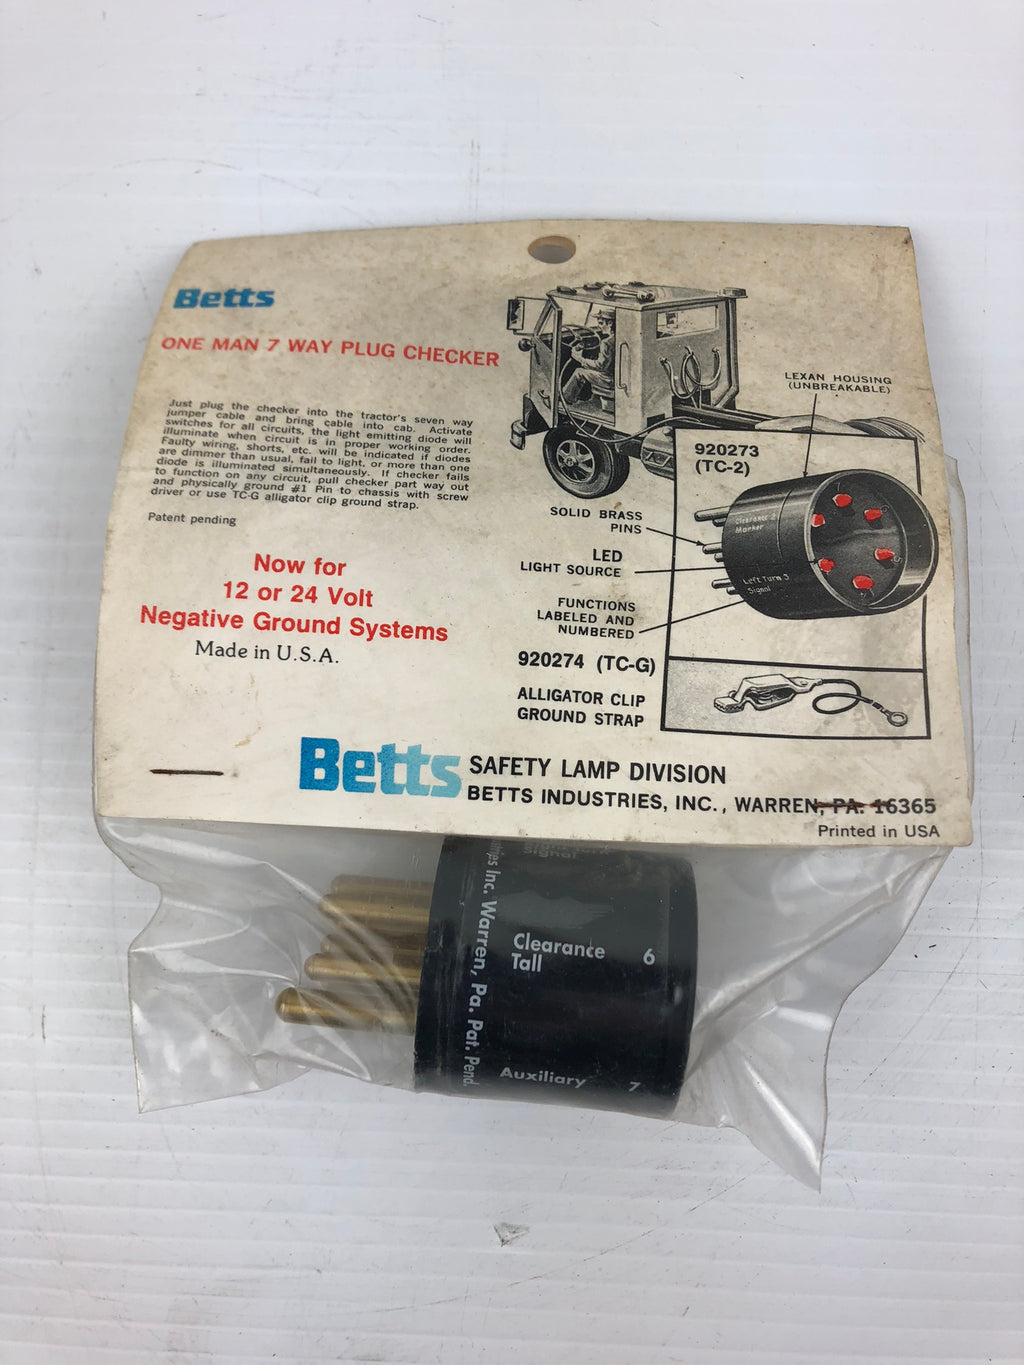 Betts
ONE MAN 7 WAY PLUG CHECKER
Just plug the checker into the tractor's seven way
jumper cable and bring cable into cab. Activate
switches for all circuits, the light emitting diode will
illuminate when circuit is in proper working order.
Faulty wiring, shorts, etc. will be indicated if diodes
are dimmer than usual, fail to light, or more than one
diode is illuminated simultaneously. If checker fails
to function on any circuit, pull checker part way out
and physically ground #1 Pin to chassis with screw
driver or use TC-G alligator clip ground strap.
Patent pending
Now for
12 or 24 Volt
Negative Ground Systems
Made in U.S.A.
LEXAN HOUSING
(UNBREAKABLE)
920273
(TC-2)
Clearance 2
Marker
Left Turn 3
Signal
SOLID BRASS
PINS
LED
LIGHT SOURCE
FUNCTIONS
LABELED AND
NUMBERED
920274 (TC-G)
ALLIGATOR CLIP
GROUND STRAP
Betts SAFETY LAMP DIVISION
BETTS INDUSTRIES, INC., WARREN, PA. 16365
Printed in USA
Signal
Inc. Warren, Pa. Pat. Pend.
Clearance 6
Tail
Auxiliary 7